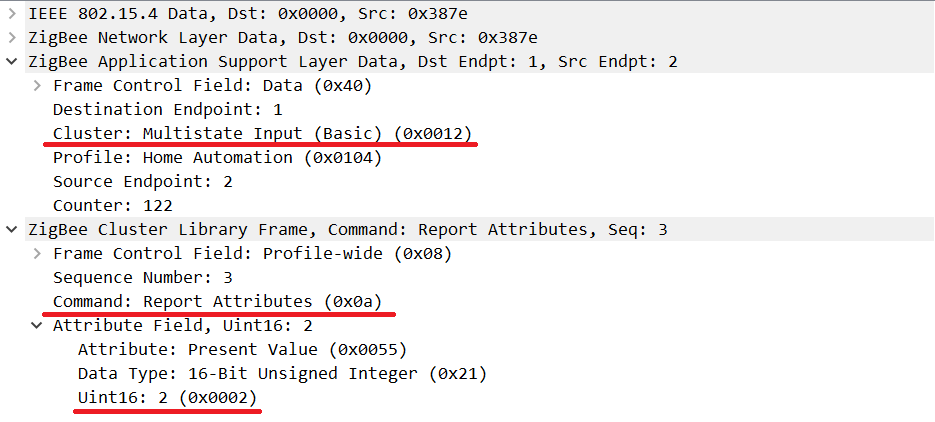 IEEE 802.15.4 Data, Dst: 0x0000, Src: 0x387e
ZigBee Network Layer Data, Dst: 0x0000, Src: 0x387e
ZigBee Application Support Layer Data, Dst Endpt: 1, Src Endpt: 2
Frame Control Field: Data (0x40)
Destination Endpoint: 1
Cluster: Multistate Input (Basic) (0x0012)
Profile: Home Automation (0x0104)
Source Endpoint: 2
Counter: 122
ZigBee Cluster Library Frame, Command: Report Attributes, Seq: 3
Frame Control Field: Profile-wide (0x08)
Sequence Number: 3
Command: Report Attributes (0x0a)
Attribute Field, Uint16: 2
Attribute: Present Value (0x0055)
Data Type: 16-Bit Unsigned Integer (0x21)
Uint16: 2 (0x0002)